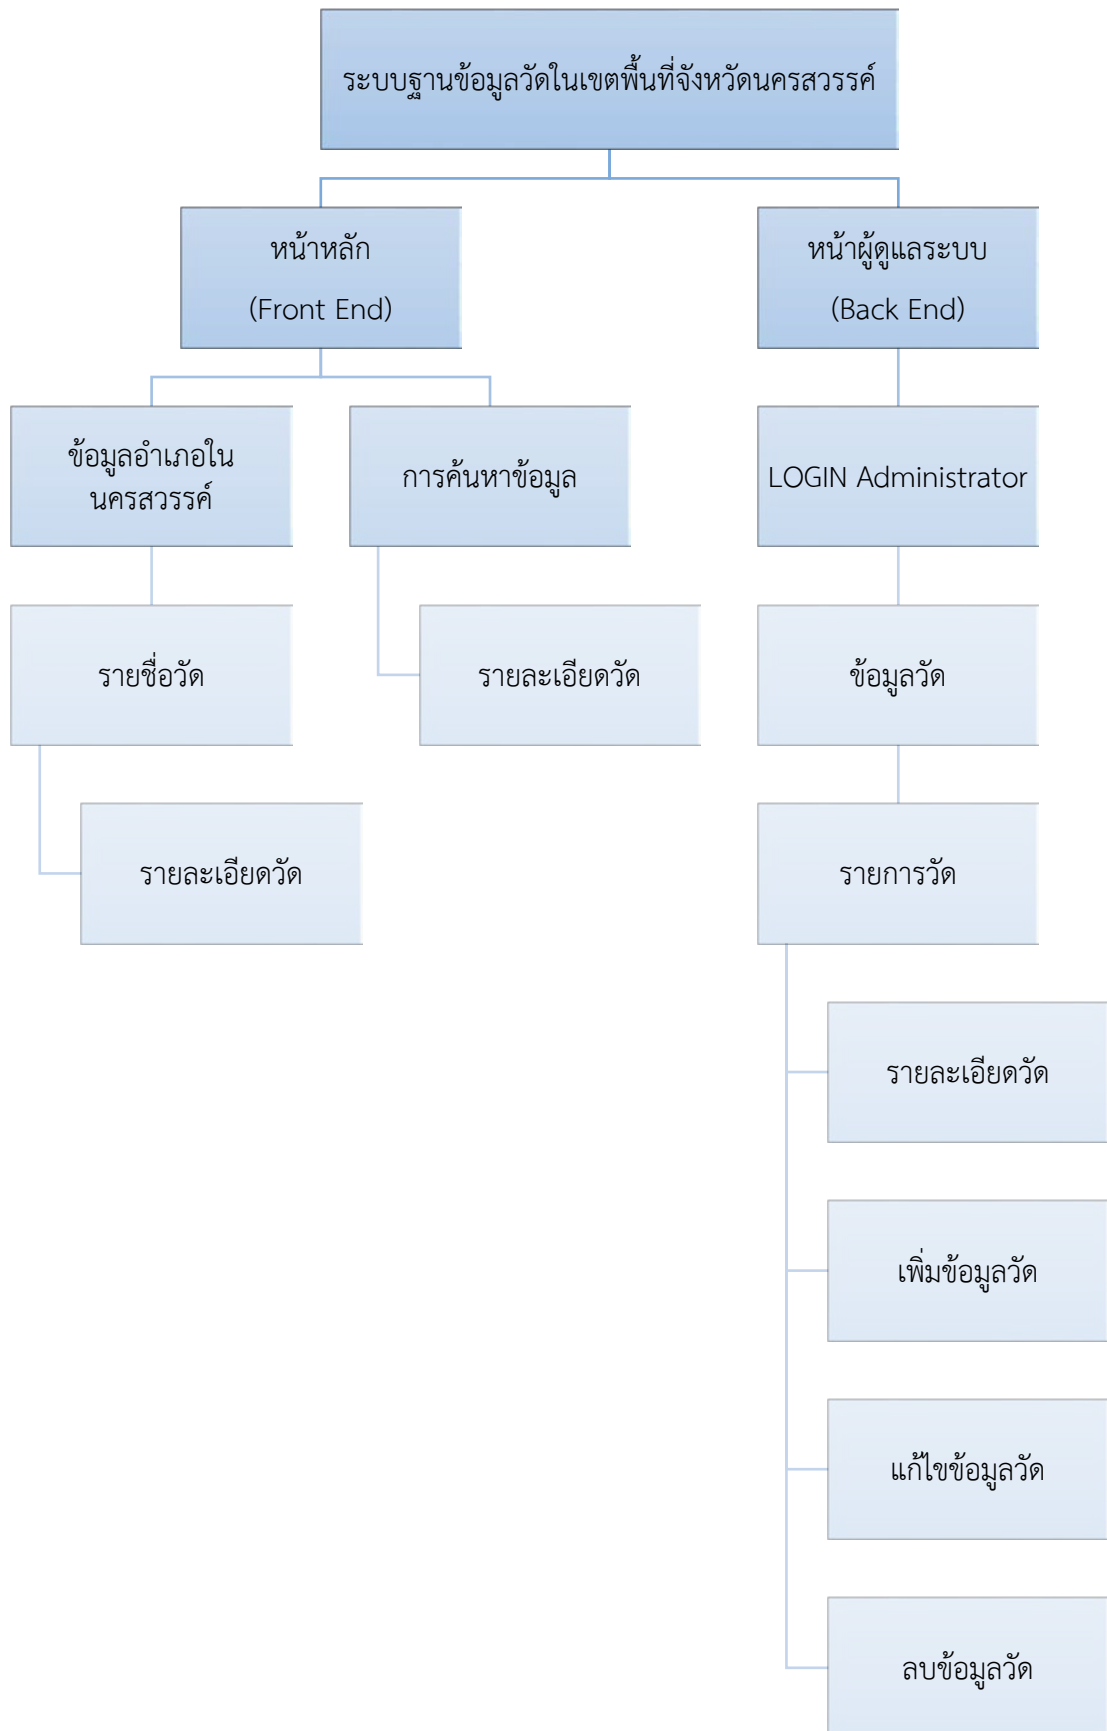 ระบบฐานข้อมูลวัดในเขตพื้นที่จังหวัดนครสวรรค์
หน้าหลัก
(Front End)
หน้าผู้ดูแลระบบ
(Back End)
ข้อมูลอำเภอใน
นครสวรรค์
การค้นหาข้อมูล
LOGIN Administrator
รายชื่อวัด
รายละเอียดวัด
ข้อมูลวัด
รายละเอียดวัด
รายการวัด
รายละเอียดวัด
เพิ่มข้อมูลวัด
แก้ไขข้อมูลวัด
ลบข้อมูลวัด